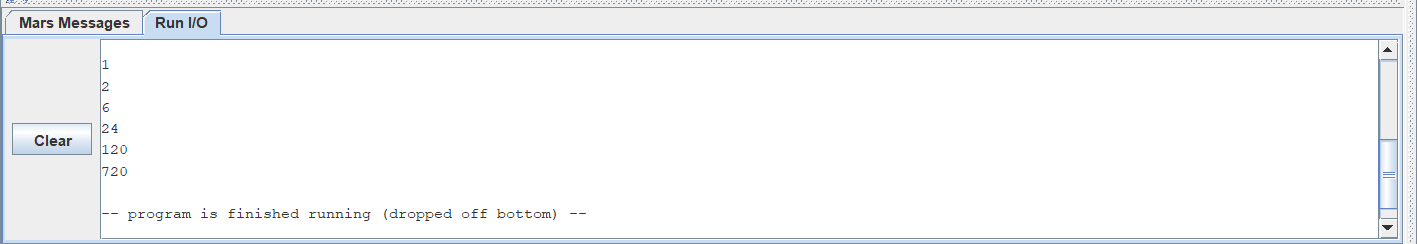 Mars Messages Run I/O
1
2
6
24
120
720
Clear
-- program is finished running (dropped off bottom) --